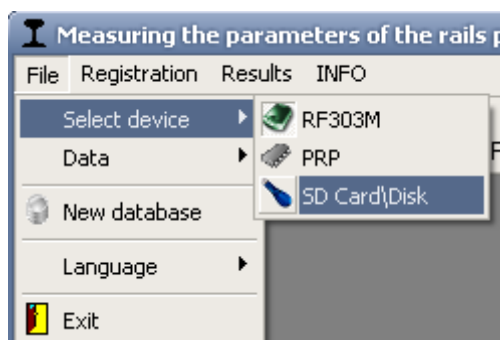 Measuring the parameters of the rails p
File Registration Results INFO
Select device
RF303M
Data
PRP
SD Card\Disk
New database
Language
Exit